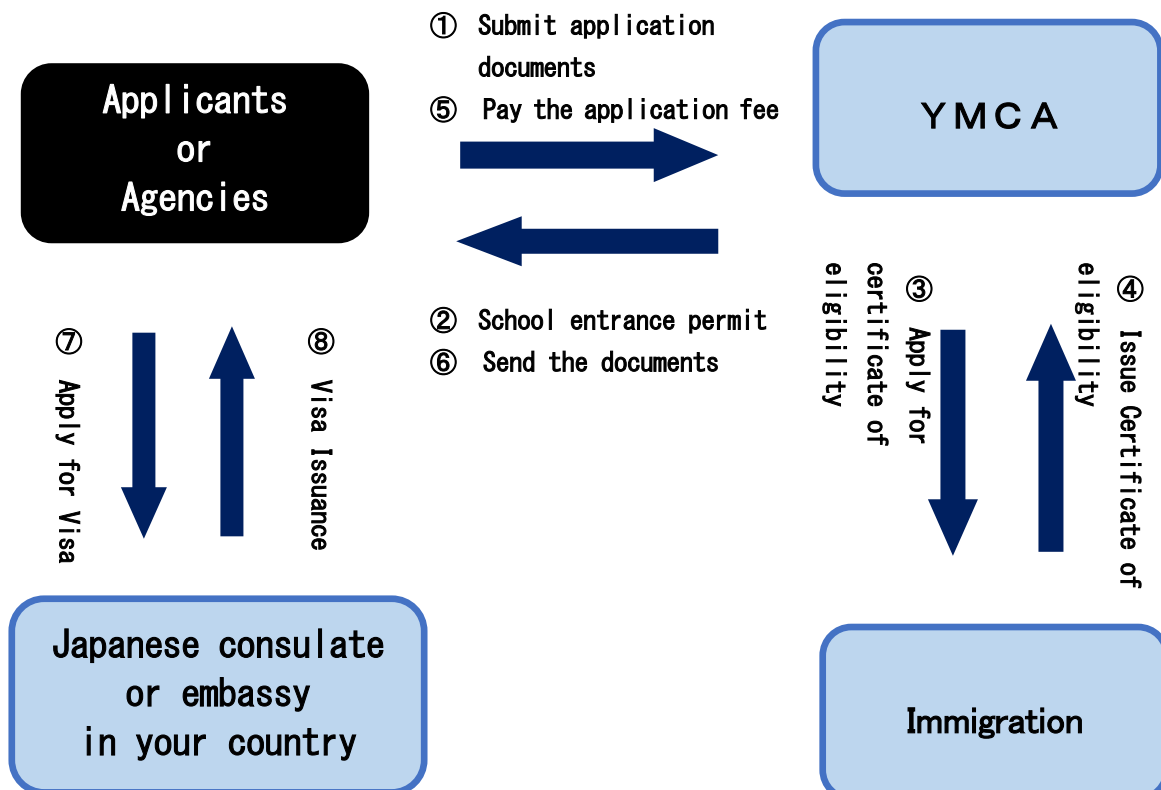 ① Submit application
documents
⑤ Pay the application fee
Applicants
or
Agencies
ＹＭＣＡ
② School entrance permit
⑥ Send the documents
⑦ Apply for Visa
⑧ Visa Issuance
③ Apply for
certificate of
eligibility
④ Issue Certificate of
eligibility
Japanese consulate
or embassy
in your country
Immigration